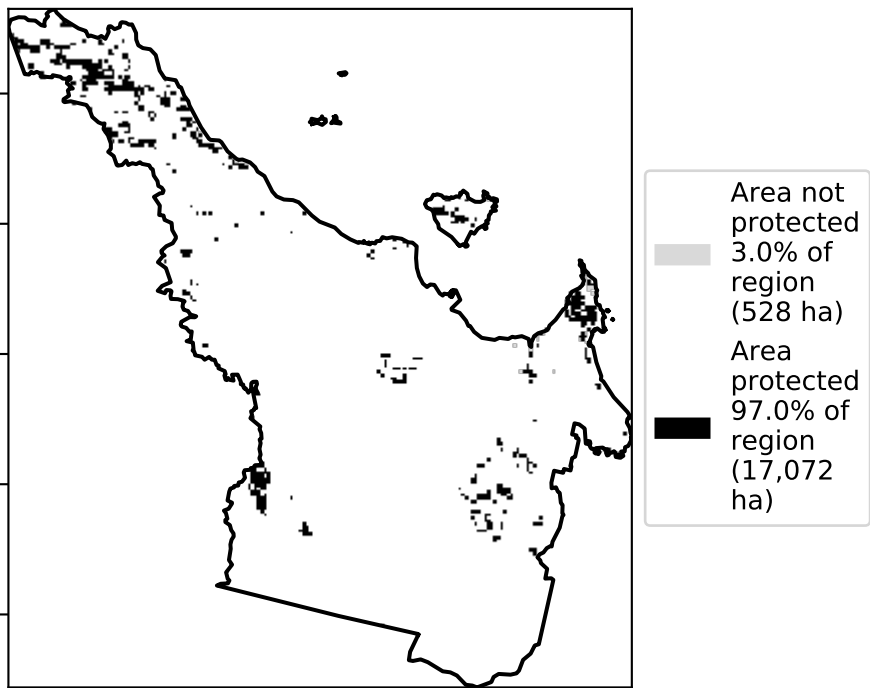 Area not
protected
3.0% of
region
(528 ha)
Area
protected
97.0% of
region
(17,072
ha)